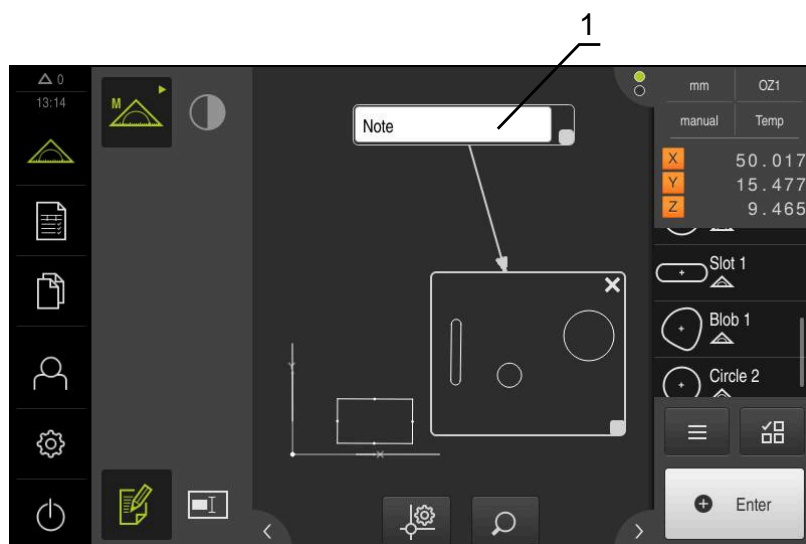 1
0
13:14
M
Note
mm
OZ1
manual
Temp
X 50.017
Y 15.477
Z 9.465
Slot 1
Blob 1
Circle 2
Enter